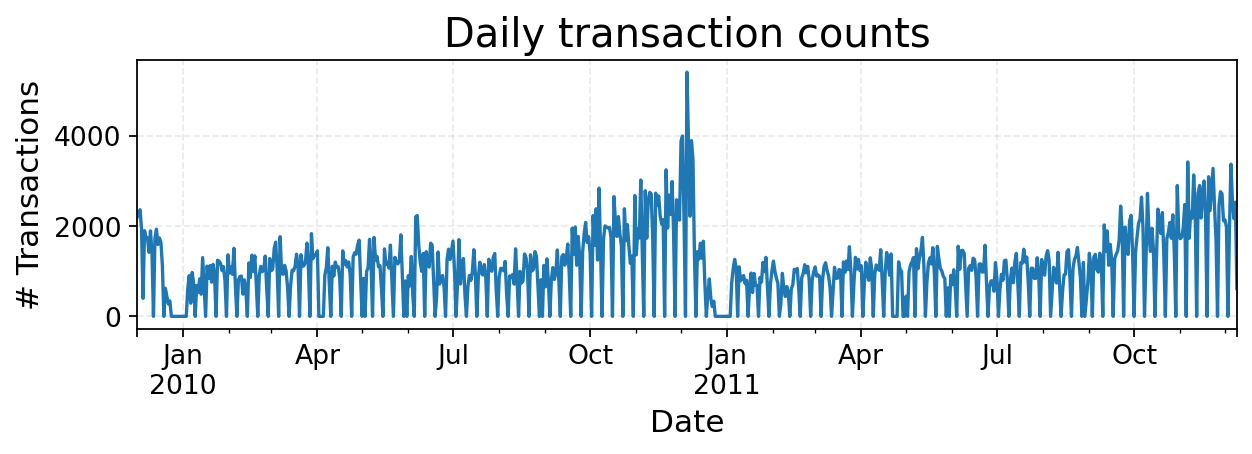 Daily transaction counts
# Transactions
4000
2000
0
Jan Apr Jul Oct Jan Apr Jul Oct
2010 2011
Date